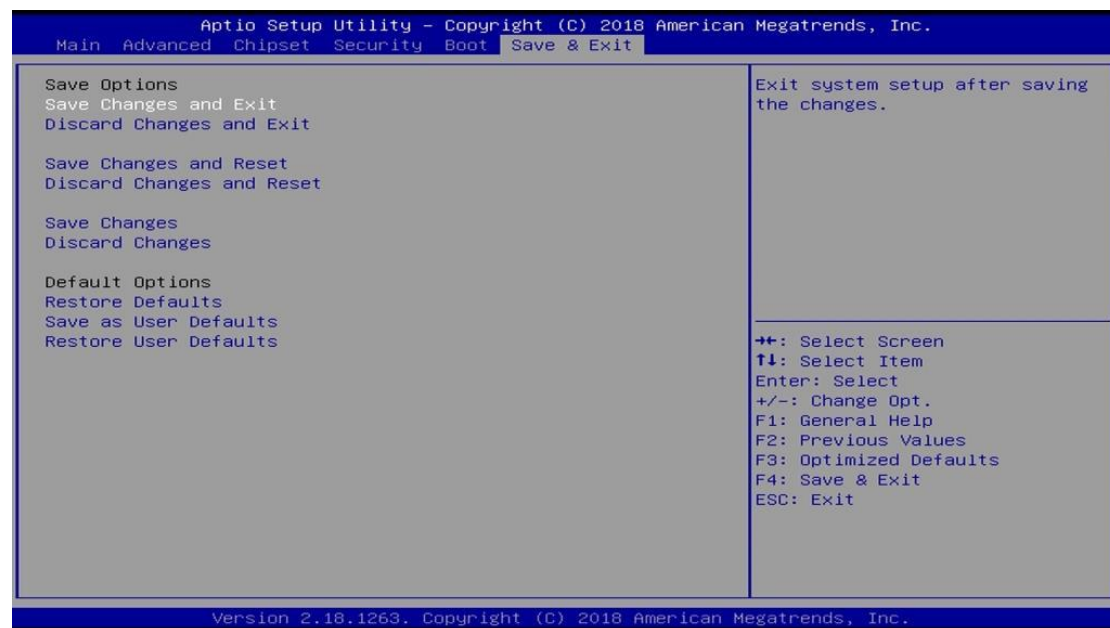 Aptio Setup Utility – Copyright (C) 2018 American Megatrends, Inc.
Main Advanced Chipset Security Boot Save & Exit
Save Options
Save Changes and Exit
Discard Changes and Exit
Save Changes and Reset
Discard Changes and Reset
Save Changes
Discard Changes
Default Options
Restore Defaults
Save as User Defaults
Restore User Defaults
Exit system setup after saving
the changes.
→←: Select Screen
↑↓: Select Item
Enter: Select
+/-: Change Opt.
F1: General Help
F2: Previous Values
F3: Optimized Defaults
F4: Save & Exit
ESC: Exit
Version 2.18.1263. Copyright (C) 2018 American Megatrends, Inc.